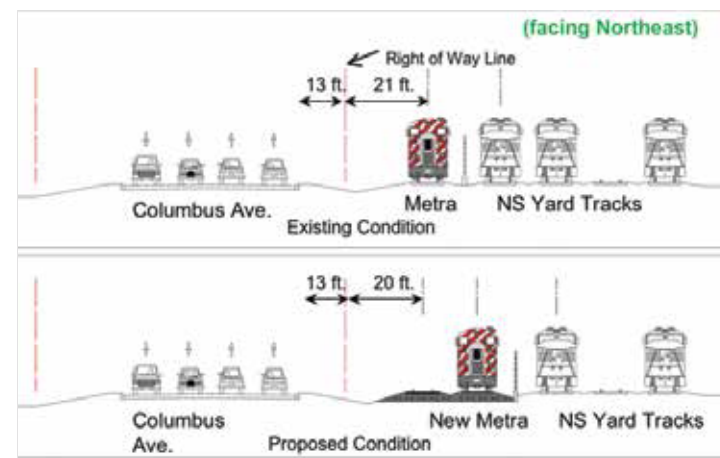 (facing Northeast)
Right of Way Line
13 ft. 21 ft.
Columbus Ave. Metra NS Yard Tracks
Existing Condition
13 ft. 20 ft.
Columbus Ave. New Metra NS Yard Tracks
Proposed Condition